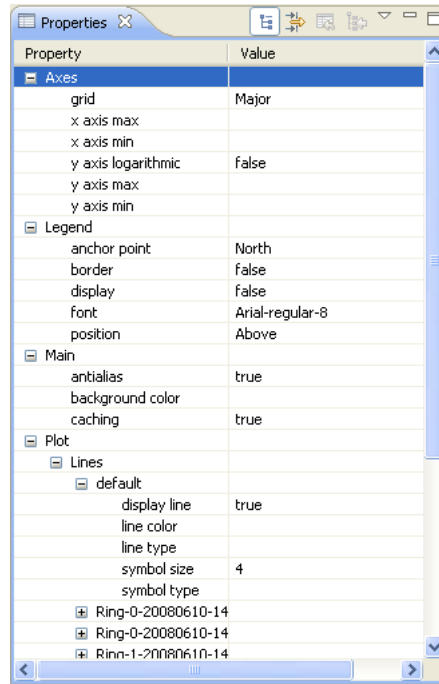 Properties
Property Value
Axes
grid Major
x axis max
x axis min
y axis logarithmic false
y axis max
y axis min
Legend
anchor point North
border false
display false
font Arial-regular-8
position Above
Main
antialias true
background color
caching true
Plot
Lines
default
display line true
line color
line type
symbol size 4
symbol type
Ring-0-20080610-14
Ring-0-20080610-14
Ring-1-20080610-14